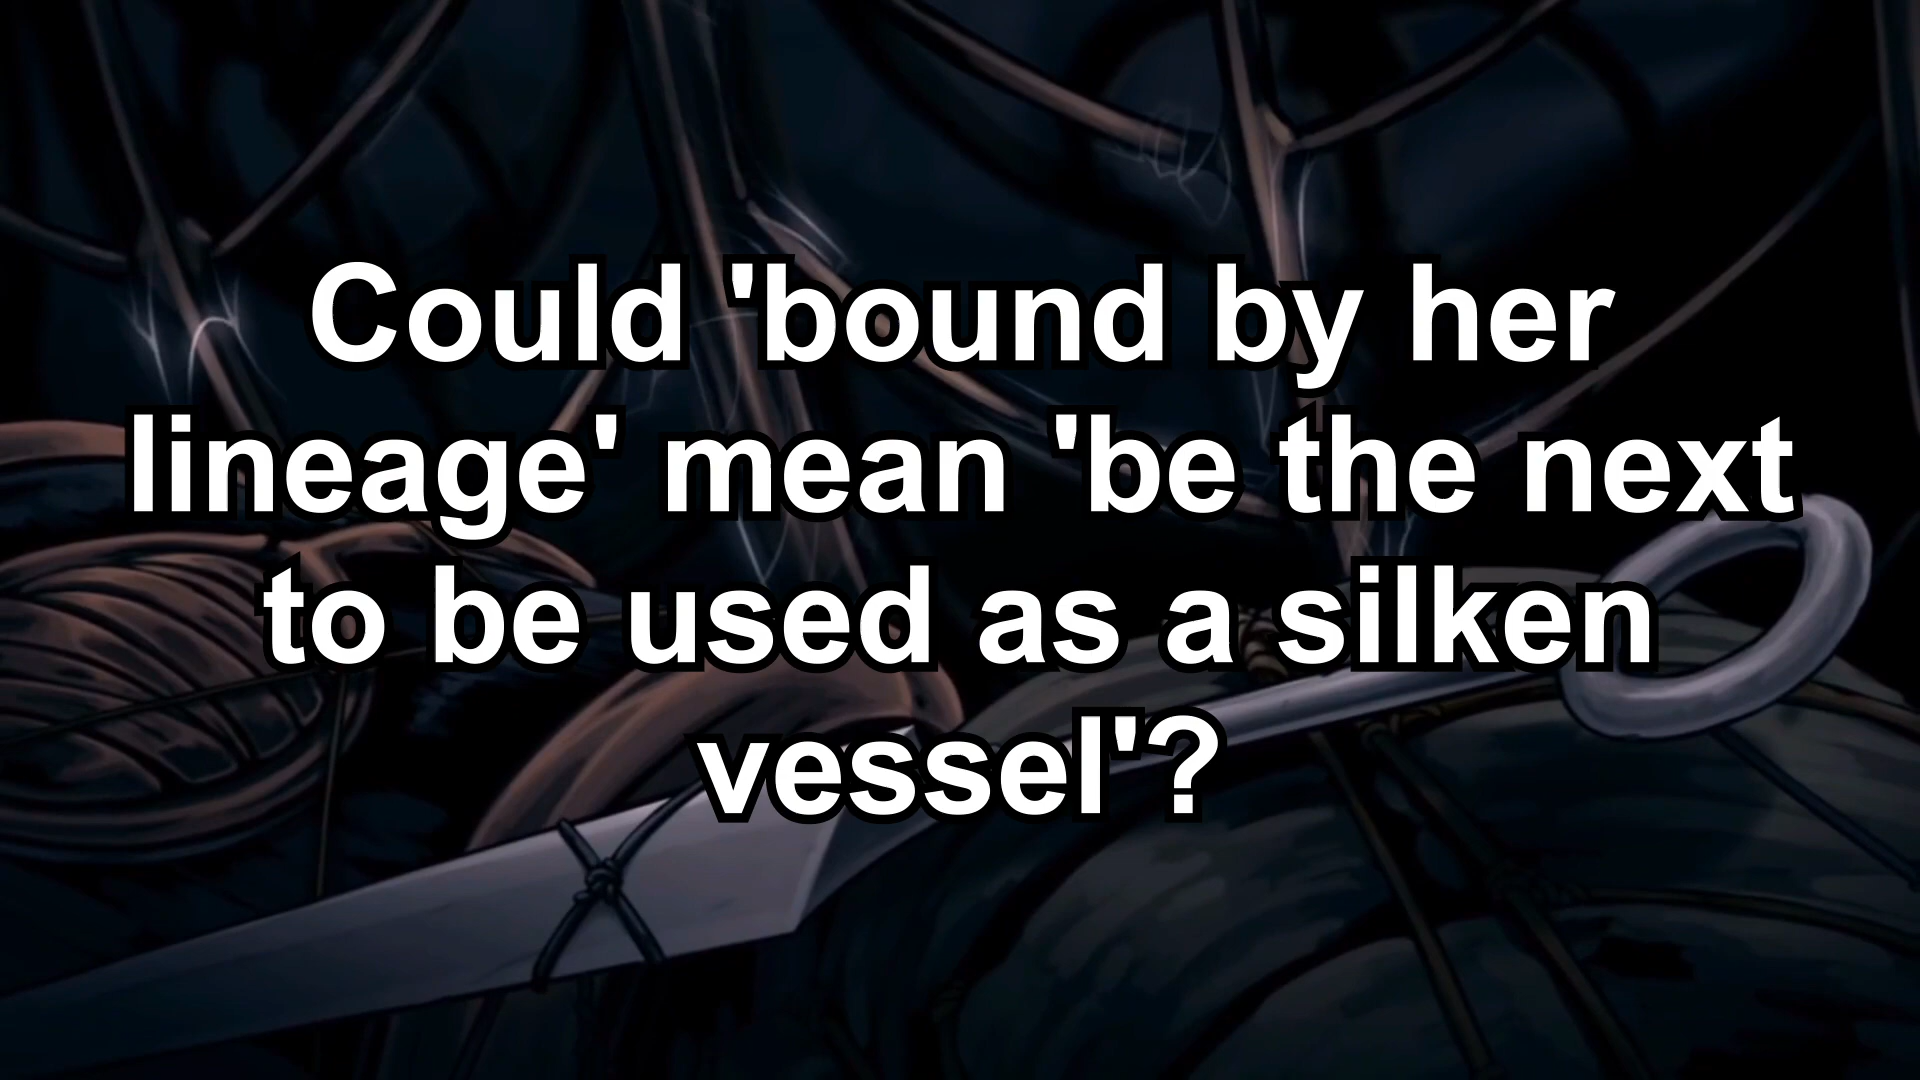 Could 'bound by her
lineage' mean 'be the next
to be used as a silken
vessel'?